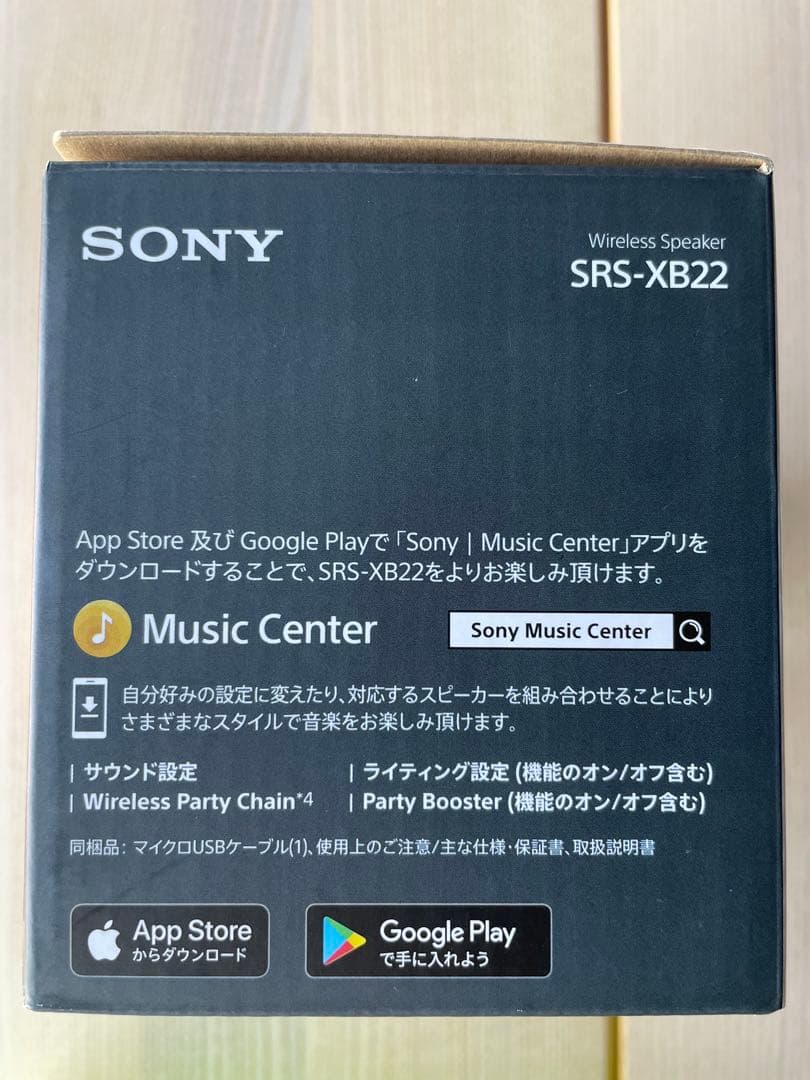 SONY
Wireless Speaker
SRS-XB22
App Store 及び Google Playで「Sony | Music Center」アプリを
ダウンロードすることで、SRS-XB22をよりお楽しみ頂けます。
Music Center
Sony Music Center
自分好みの設定に変えたり、対応するスピーカーを組み合わせることにより
さまざまなスタイルで音楽をお楽しみ頂けます。
| サウンド設定
| ライティング設定 (機能のオン/オフ含む)
| Wireless Party Chain*4
| Party Booster (機能のオン/オフ含む)
同梱品: マイクロUSBケーブル(1)、使用上のご注意/主な仕様・保証書、取扱説明書
App Store
からダウンロード
Google Play
で手に入れよう